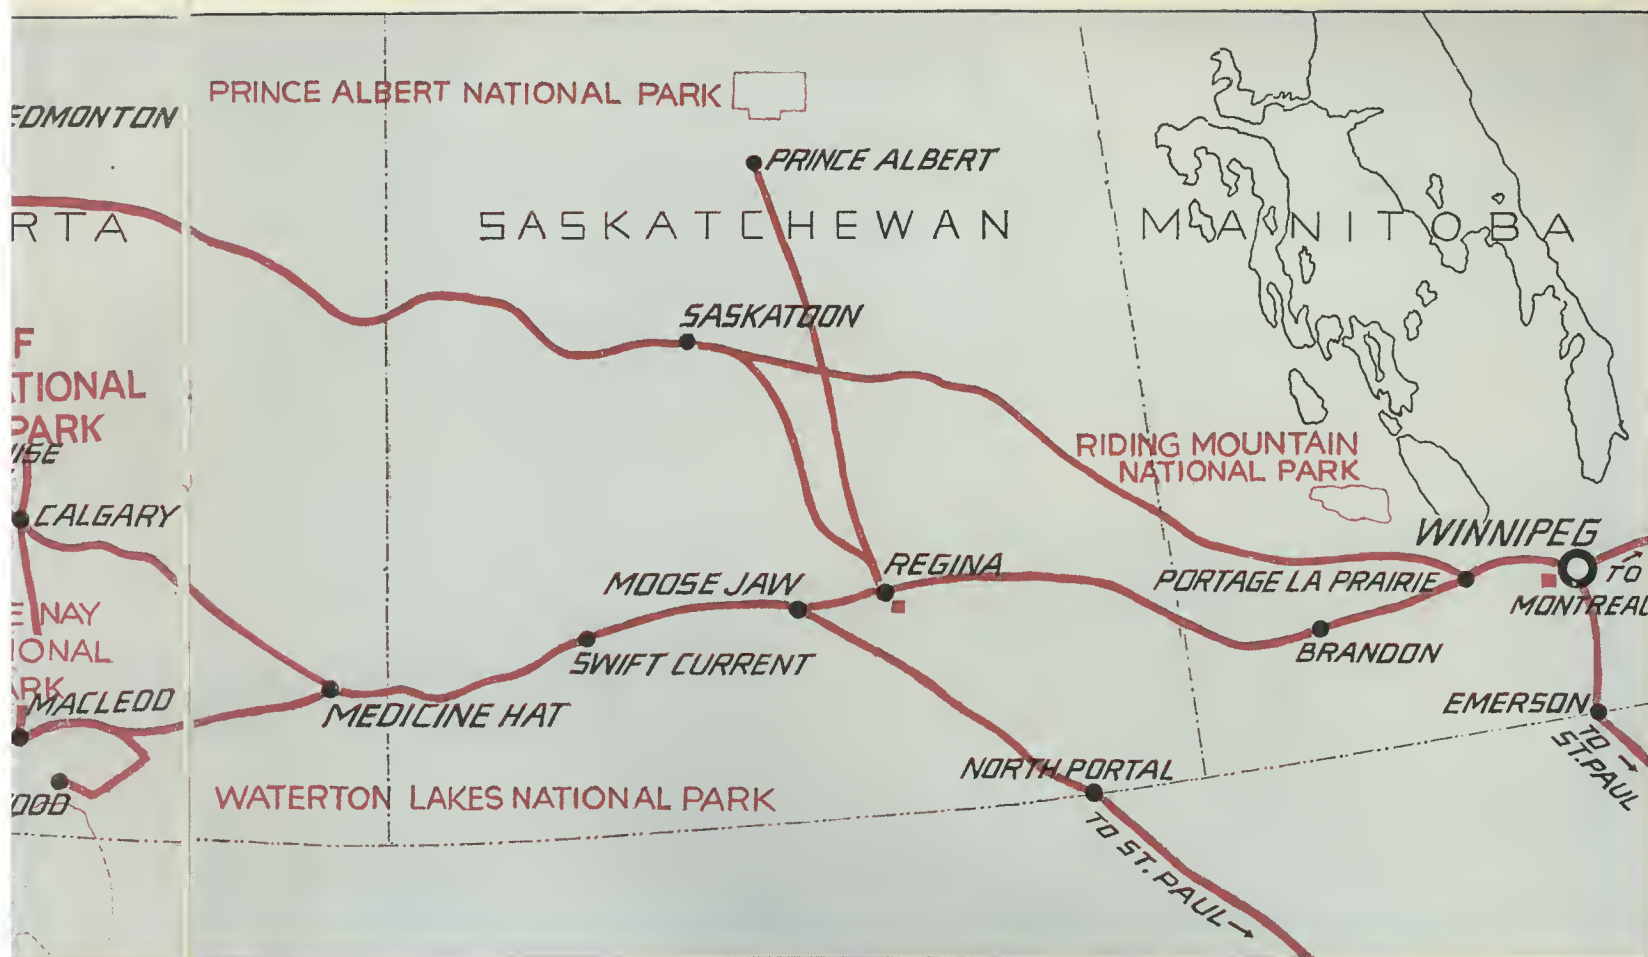 PRINCE ALBERT NATIONAL PARK
EDMONTON
PRINCE ALBERT
RTA
SASKATCHEWAN
MANITOBA
SASKATOON
F
TIONAL
PARK
RIDING MOUNTAIN
NATIONAL PARK
CALGARY
WINNIPEG
REGINA
MOOSE JAW
PORTAGE LA PRAIRIE
TO
MONTREAL
E NAY
IONAL
ARK
SWIFT CURRENT
BRANDON
MACLEOD
MEDICINE HAT
EMERSON
TO
ST. PAUL
NORTH PORTAL
WATERTON LAKES NATIONAL PARK
OOD
TO ST. PAUL